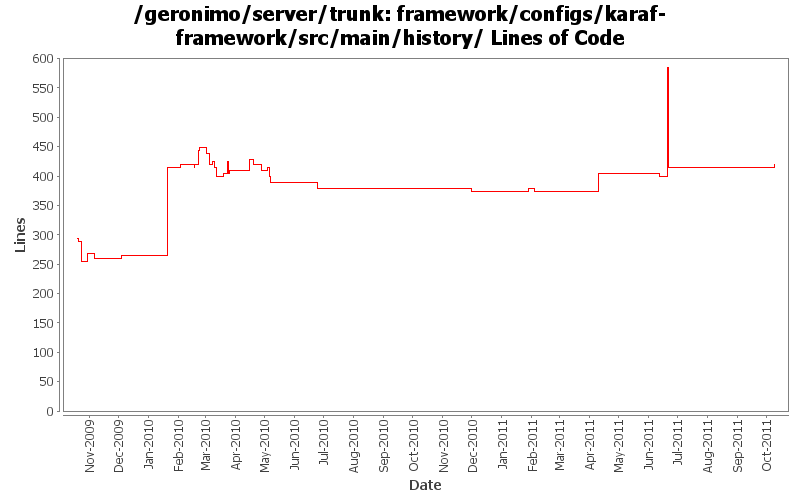 /geronimo/server/trunk: framework/configs/karaf-
framework/src/main/history/ Lines of Code
Lines
600
550
500
450
400
350
300
250
200
150
100
50
0
Nov-2009
Dec-2009
Jan-2010
Feb-2010
Mar-2010
Apr-2010
May-2010
Jun-2010
Jul-2010
Aug-2010
Sep-2010
Oct-2010
Nov-2010
Dec-2010
Jan-2011
Feb-2011
Mar-2011
Apr-2011
May-2011
Jun-2011
Jul-2011
Aug-2011
Sep-2011
Oct-2011
Date